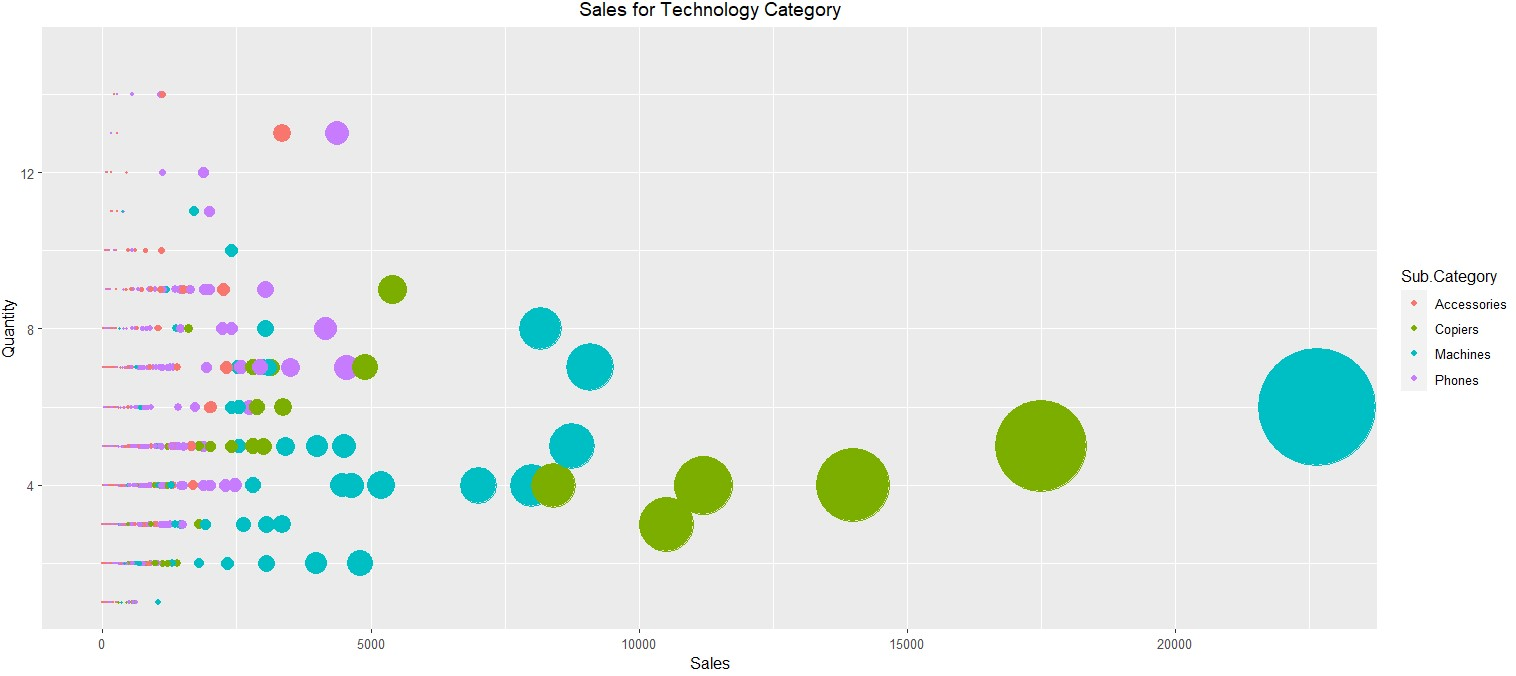 Sales for Technology Category
Quantity
12
8
4
0
5000
10000
15000
20000
Sales
Sub.Category
Accessories
Copiers
Machines
Phones